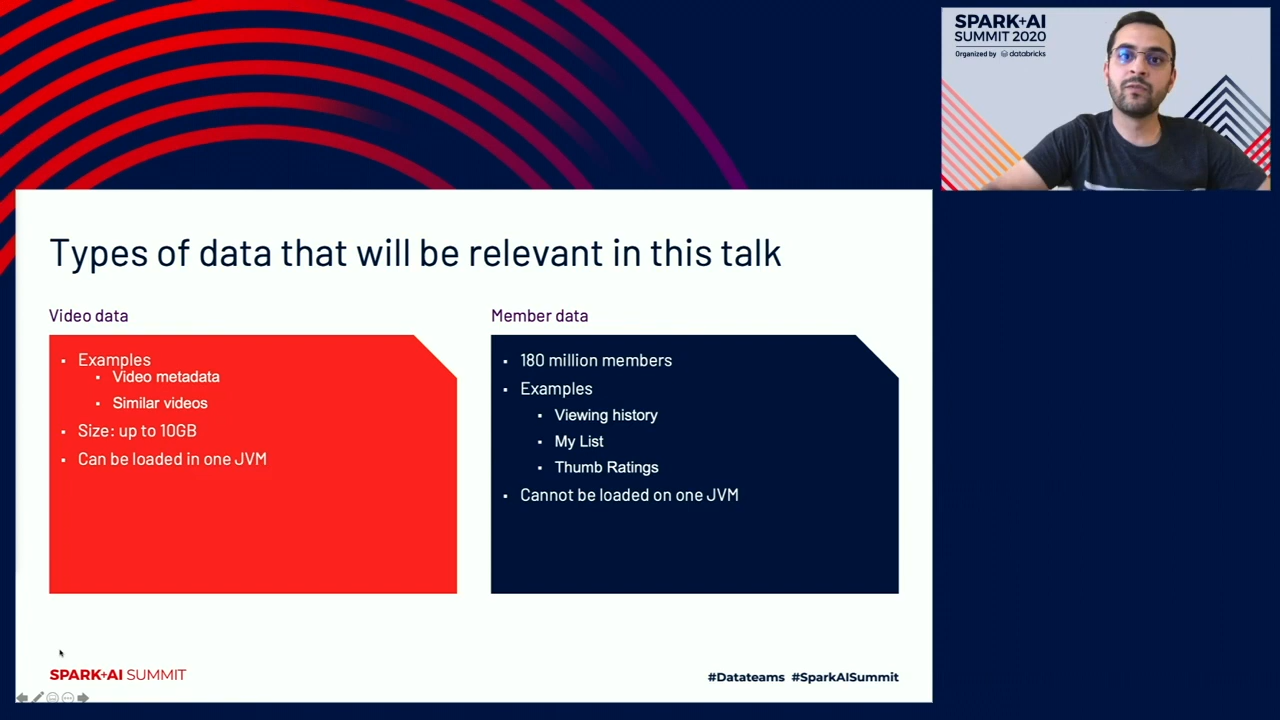 SPARK+AI
SUMMIT 2020
Organized by databricks
Types of data that will be relevant in this talk
Video data
Examples
Video metadata
Similar videos
Size: up to 10GB
Can be loaded in one JVM
Member data
180 million members
Examples
Viewing history
My List
Thumb Ratings
Cannot be loaded on one JVM
SPARK+AI SUMMIT
#Datateams #SparkAISummit